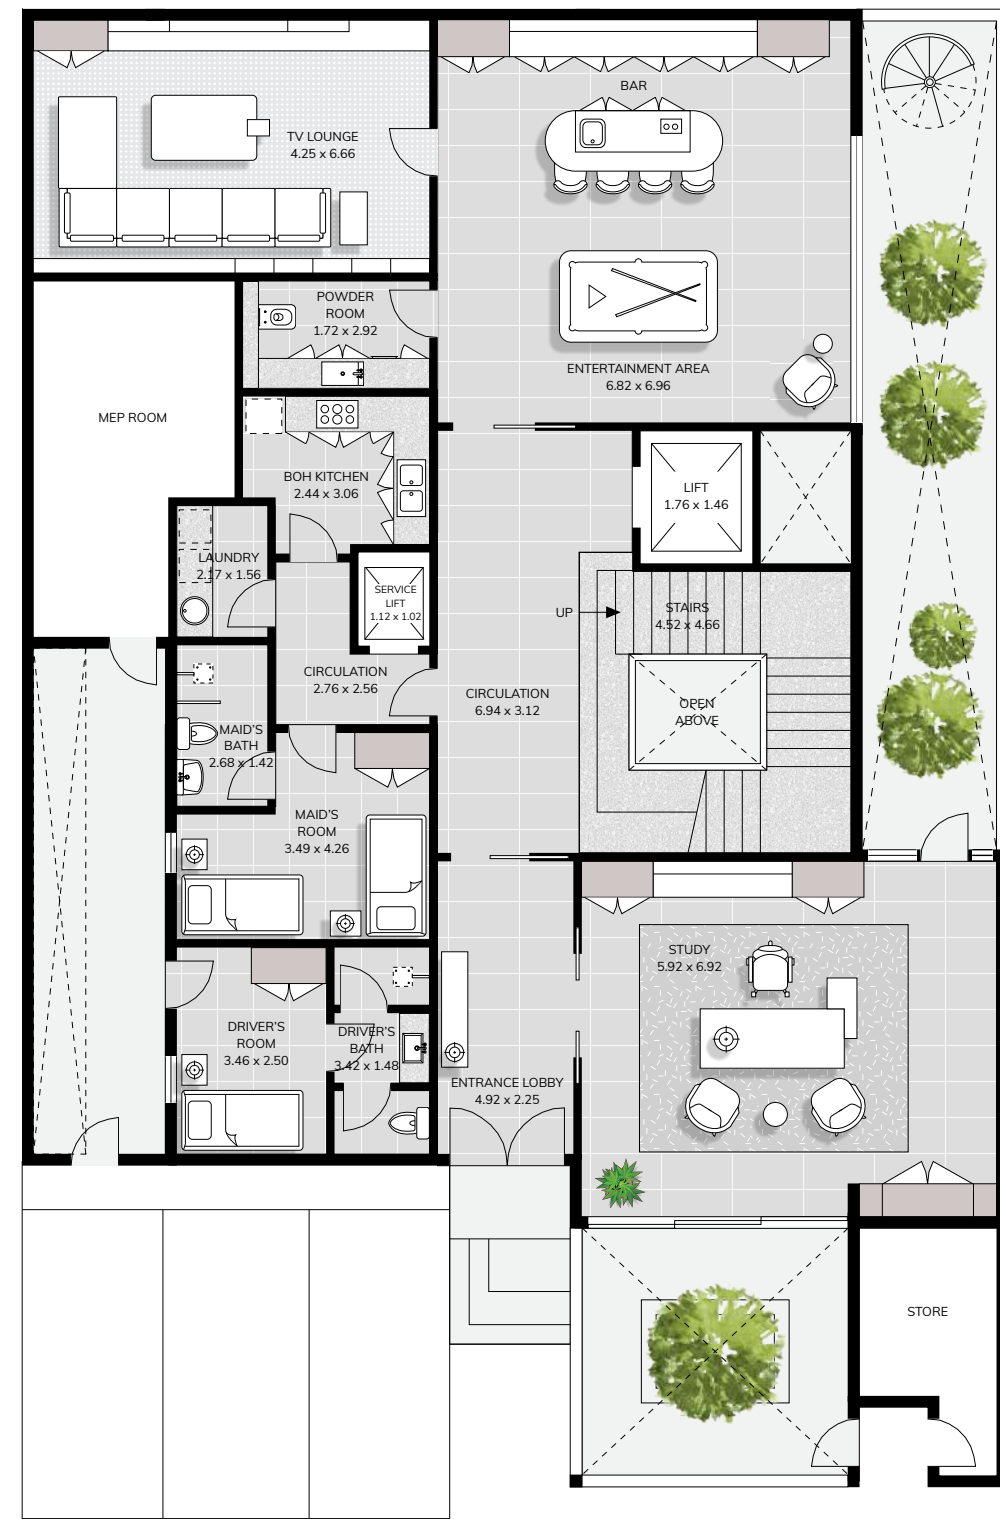 BAR
TV LOUNGE
4.25 x 6.66
POWDER
ROOM
1.72 x 2.92
ENTERTAINMENT AREA
6.82 x 6.96
MEP ROOM
BOH KITCHEN
2.44 x 3.06
LIFT
1.76 x 1.46
LAUNDRY
2.17 x 1.56
SERVICE
LIFT
1.12 x 1.02
UP
STAIRS
4.52 x 4.66
CIRCULATION
2.76 x 2.56
CIRCULATION
6.94 x 3.12
OPEN
ABOVE
MAID'S
BATH
2.68 x 1.42
MAID'S
ROOM
3.49 x 4.26
STUDY
5.92 x 6.92
DRIVER'S
ROOM
3.46 x 2.50
DRIVER'S
BATH
3.42 x 1.48
ENTRANCE LOBBY
4.92 x 2.25
STORE